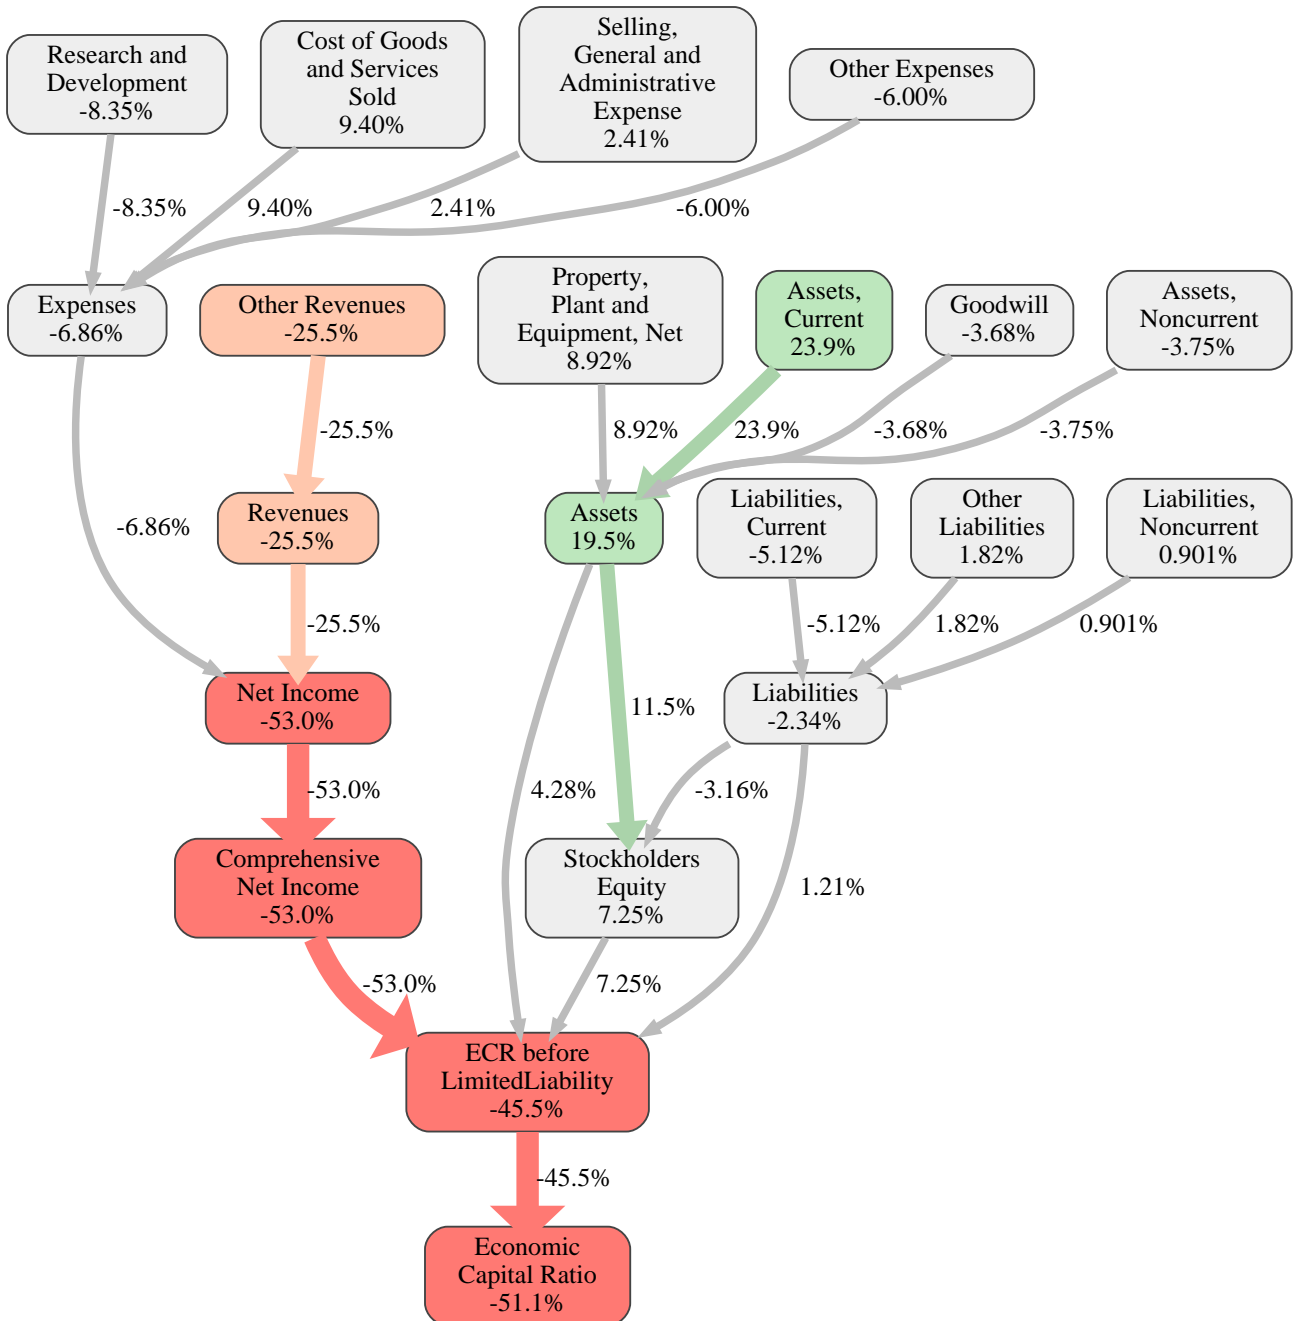 Research and
Development
-8.35%
Cost of Goods
and Services
Sold
9.40%
Selling,
General and
Administrative
Expense
2.41%
Other Expenses
-6.00%
-8.35%
9.40%
2.41%
-6.00%
Expenses
-6.86%
Other Revenues
-25.5%
Property,
Plant and
Equipment, Net
8.92%
Assets,
Current
23.9%
Goodwill
-3.68%
Assets,
Noncurrent
-3.75%
-25.5%
8.92%
23.9%
-3.68%
-3.75%
-6.86%
Revenues
-25.5%
Assets
19.5%
Liabilities,
Current
-5.12%
Other
Liabilities
1.82%
Liabilities,
Noncurrent
0.901%
-25.5%
-5.12%
1.82%
0.901%
Net Income
-53.0%
11.5%
Liabilities
-2.34%
-53.0%
4.28%
-3.16%
Comprehensive
Net Income
-53.0%
Stockholders
Equity
7.25%
1.21%
-53.0%
7.25%
ECR before
LimitedLiability
-45.5%
-45.5%
Economic
Capital Ratio
-51.1%